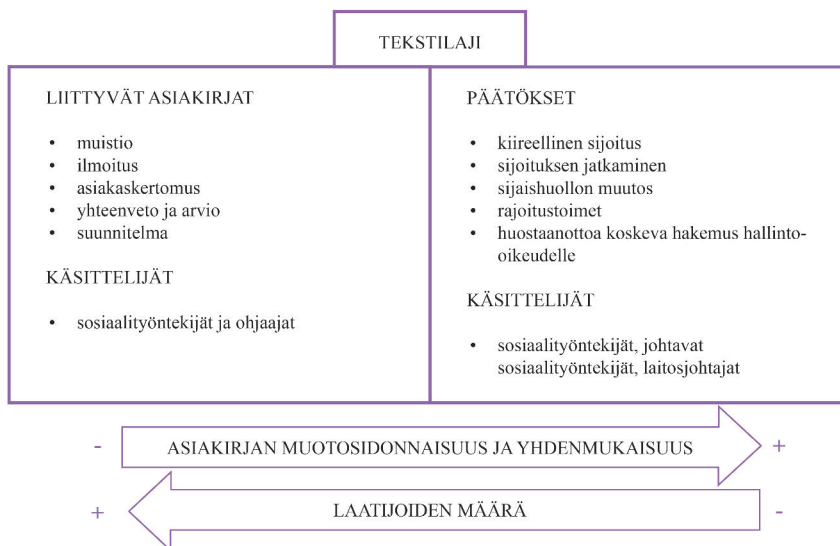 TEKSTILAJI
LIITTYVÄT ASIAKIRJAT
• muistio
• ilmoitus
• asiakaskertomus
• yhteenveto ja arvio
• suunnitelma
KÄSITTELIJÄT
• sosiaalityöntekijät ja ohjaajat
PÄÄTÖKSET
• kiireellinen sijoitus
• sijoituksen jatkaminen
• sijaishuollon muutos
• rajoitustoimet
• huostaanottoa koskeva hakemus hallinto-
oikeudelle
KÄSITTELIJÄT
• sosiaalityöntekijät, johtavat
sosiaalityöntekijät, laitosjohtajat
- ASIAKIRJAN MUOTOSIDONNAISUUS JA YHDENMUKAISUUS +
+ LAATIJOIDEN MÄÄRÄ -